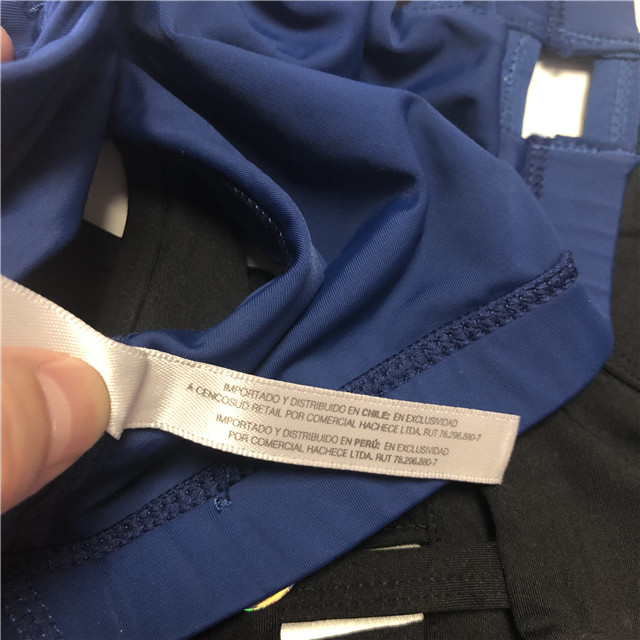 IMPORTADO Y DISTRIBUIDO EN CHILE: EN EXCLUSIVIDAD
A CENCOSUD: RETAIL POR COMERCIAL HACHECE LTDA. RUT 78.296.880-7
IMPORTADO Y DISTRIBUIDO EN PERÚ: EN EXCLUSIVIDAD
POR COMERCIAL HACHECE LTDA. RUT 78.296.880-7